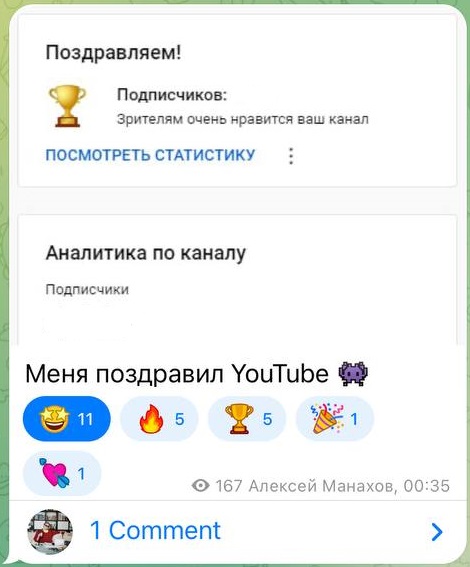 Поздравляем!
Подписчиков:
Зрителям очень нравится ваш канал
ПОСМОТРЕТЬ СТАТИСТИКУ
Аналитика по каналу
Подписчики
Меня поздравил YouTube 👾
🤩 11 🔥 5 🏆 5 🎉 1
💘 1
167 Алексей Манахов, 00:35
1 Comment